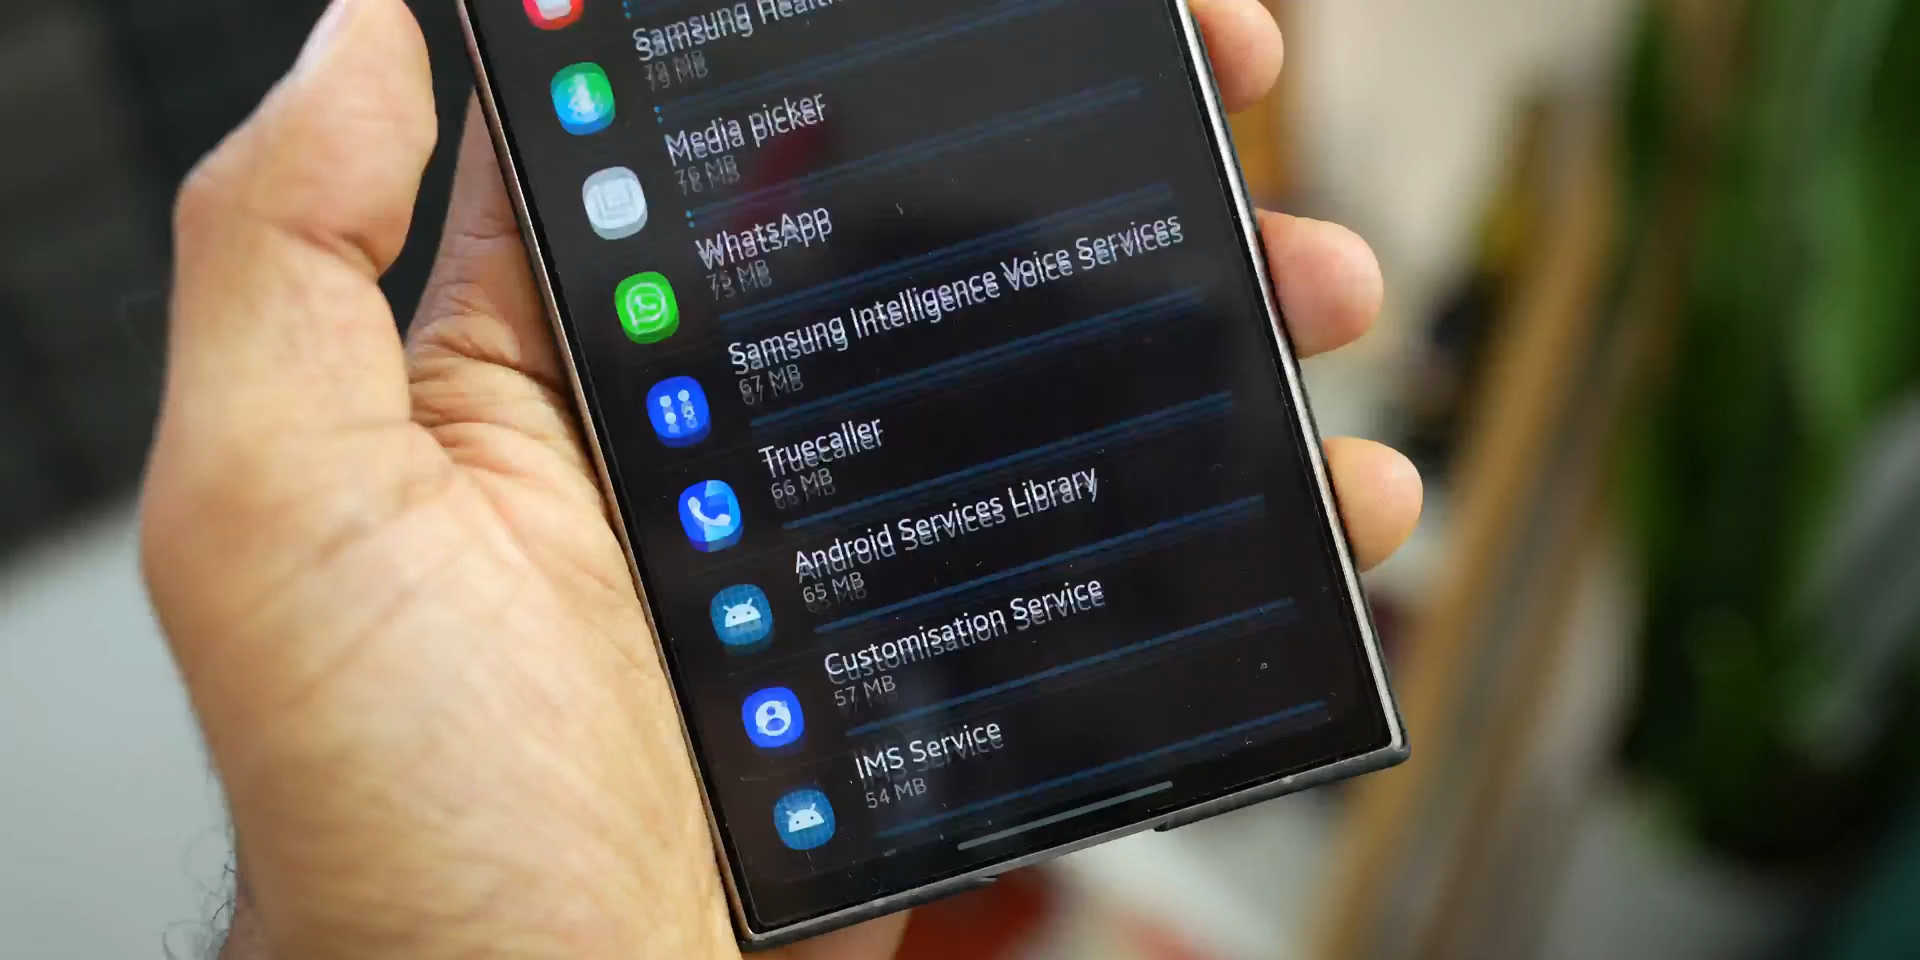 Samsung Health
79 MB
Media picker
76 MB
WhatsApp
75 MB
Samsung Intelligence Voice Services
67 MB
Truecaller
66 MB
Android Services Library
65 MB
Customisation Service
57 MB
IMS Service
54 MB